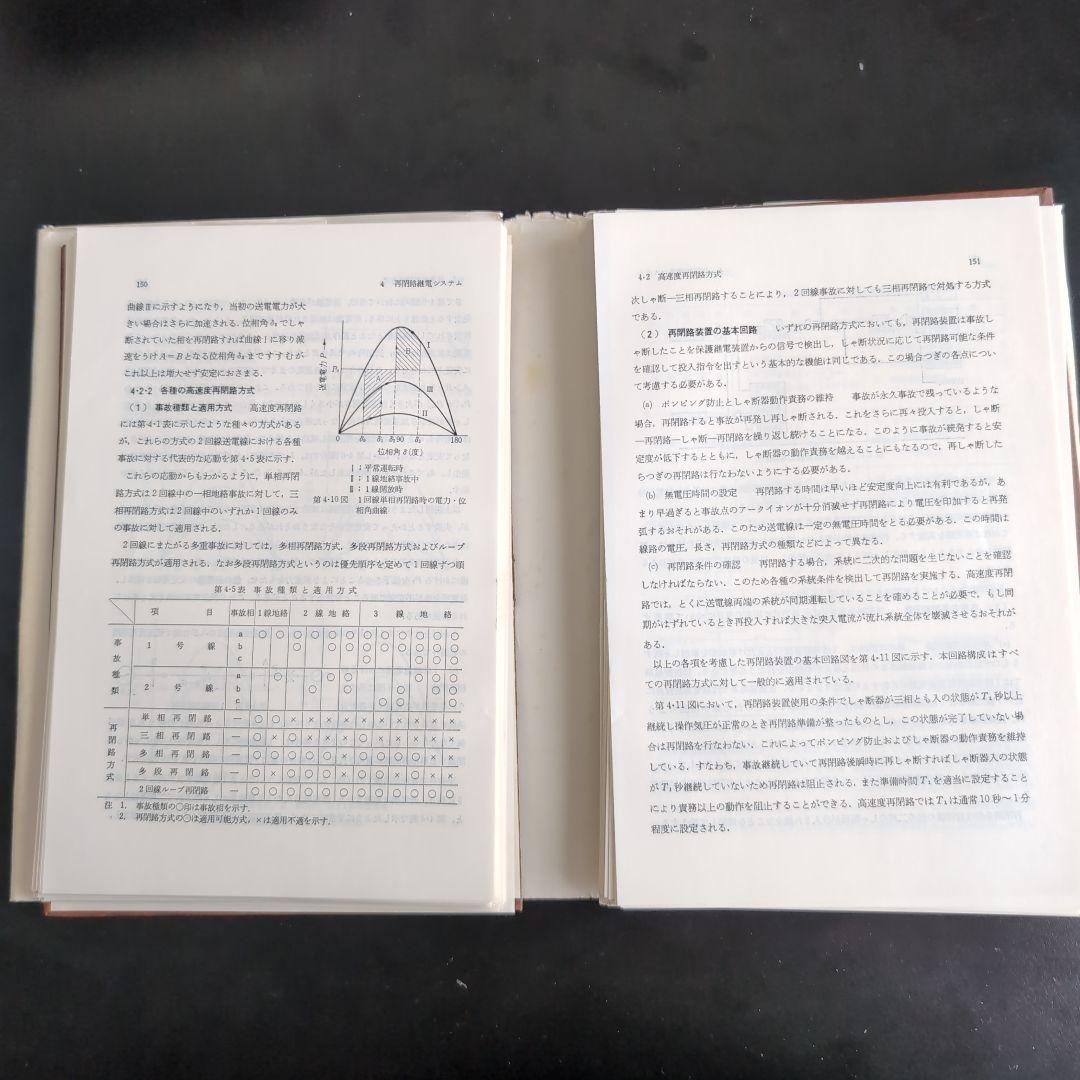 150
4 再閉路継電システム
曲線Ⅱに示すようになり，当初の送電電力が大
きい場合はさらに加速される．位相角δ₁でしゃ
断されていた相を再閉路すれば曲線Ⅰに移り減
速をうけA=Bとなる位相角δ₂まですすむが，
これ以上は増大せず安定におさまる．
4・2・2 各種の高速度再閉路方式
（1） 事故種類と適用方式 高速度再閉路
には第4・1表に示したような種々の方式がある
が，これらの方式の2回線送電線における各種
事故に対する代表的な応動を第4・5表に示す．
これらの応動からもわかるように，単相再閉
路方式は2回線中の一相地絡事故に対して，三
相再閉路方式は2回線中のいずれか1回線のみ
の事故に対して適用される．
送電電力P
P₀
B
Ⅰ
Ⅲ
Ⅱ
0
90
180
位相角δ(度)
Ⅰ：平常運転時
Ⅱ：1線地絡事故中
Ⅲ：1線開放時
第4・10図 1回線単相再閉路時の電力・位
相角曲線
2回線にまたがる多重事故に対しては，多相再閉路方式，多段再閉路方式およびループ
再閉路方式が適用される．なお多段再閉路方式というのは優先順序を定めて1回線ずつ順
第4・5表 事故種類と適用方式
項 目 事故相 1線地絡 2線地絡 3線地絡
事故種類
1号線 a b c
2号線 a b c
再閉路方式
単相再閉路 — ○ ○ × × × × × × × × × ×
三相再閉路 — ○ × ○ × × × ○ × × × × ×
多相再閉路 — ○ ○ ○ ○ × ○ ○ ○ × ○ × ×
多段再閉路 — ○ × ○ ○ ○ × ○ ○ ○ ○ ○ ×
2回線ループ再閉路 — ○ ○ ○ ○ ○ ○ ○ ○ ○ ○ ○ ○
注 1． 事故種類の○印は事故相を示す．
2． 再閉路方式の○は適用可能方式，×は適用不適を示す．
4・2 高速度再閉路方式
151
次しゃ断—三相再閉路することにより，2回線事故に対しても三相再閉路で対処する方式
である．
（2） 再閉路装置の基本回路 いずれの再閉路方式においても，再閉路装置は事故し
ゃ断したことを保護継電装置からの信号で検出し，しゃ断状況に応じて再閉路可能な条件
を確認して投入指令を出すという基本的な機能は同じである．この場合つぎの各点につい
て考慮する必要がある．
(a) ポンピング防止としゃ断器動作責務の維持 事故が永久事故で残っているような
場合，再閉路すると事故が再発し再しゃ断される．これをさらに再々投入すると，しゃ断
—再閉路—しゃ断—再閉路を繰り返し続けることになる．このように事故が続発すると安
定度が低下するとともに，しゃ断器の動作責務を越えることにもなるので，再しゃ断した
らつぎの再閉路は行なわないようにする必要がある．
(b) 無電圧時間の設定 再閉路する時間は早いほど安定度向上には有利であるが，あ
まり早過ぎると事故点のアークイオンが十分消滅せず再閉路により電圧を印加すると再発
弧するおそれがある．このため送電線は一定の無電圧時間をとる必要がある．この時間は
線路の電圧，長さ，再閉路方式の種類などによって異なる．
(c) 再閉路条件の確認 再閉路する場合，系統に二次的な問題を生じないことを確認
しなければならない．このため各種の系統条件を検出して再閉路を実施する．高速度再閉
路では，とくに送電線両端の系統が同期運転していることを確めることが必要で，もし同
期がはずれているとき再投入すれば大きな突入電流が流れ系統全体を壊滅させるおそれが
ある．
以上の各項を考慮した再閉路装置の基本回路図を第4・11図に示す．本回路構成はすべ
ての再閉路方式に対して一般的に適用されている．
第4・11図において，再閉路装置使用の条件でしゃ断器が三相とも入の状態がT₁秒以上
継続し操作気圧が正常のとき再閉路準備が整ったものとし，この状態が完了していない場
合は再閉路を行なわない．これによってポンピング防止およびしゃ断器の動作責務を維持
している．すなわち，事故継続していて再閉路後瞬時に再しゃ断すればしゃ断器入の状態
がT₁秒継続していないため再閉路は阻止される．また準備時間T₁を適当に設定すること
により責務以上の動作を阻止することができる．高速度再閉路ではT₁は通常10秒〜1分
程度に設定される．